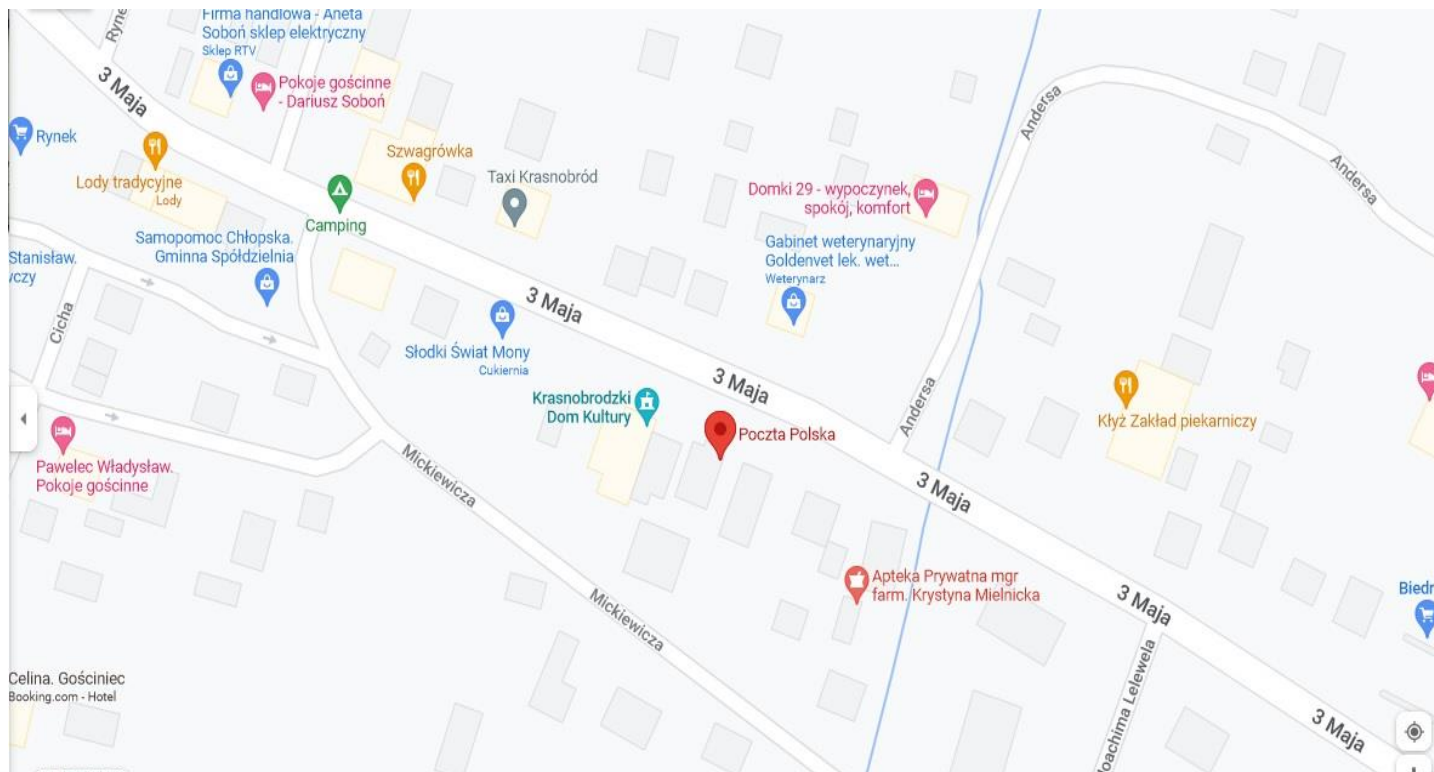 Firma handlowa - Aneta
Soboń sklep elektryczny
Sklep RTV
3 Maja
Pokoje gościnne
- Dariusz Soboń
Rynek
Lody tradycyjne
Lody
Szwagrówka
Taxi Krasnobród
Camping
Domki 29 - wypoczynek,
spokój, komfort
Andersa
Andersa
Samopomoc Chłopska.
Gminna Spółdzielnia
Gabinet weterynaryjny
Goldenvet lek. wet...
Weterynarz
Stanisław.
Cicha
3 Maja
Słodki Świat Mony
Cukiernia
3 Maja
Krasnobrodzki
Dom Kultury
Poczta Polska
Andersa
Kłyż Zakład piekarniczy
Pawelec Władysław.
Pokoje gościnne
Mickiewicza
3 Maja
Apteka Prywatna mgr
farm. Krystyna Mielnicka
Mickiewicza
3 Maja
Biedr
Celina. Gościniec
Booking.com - Hotel
Joachima Lelewela
3 Maja